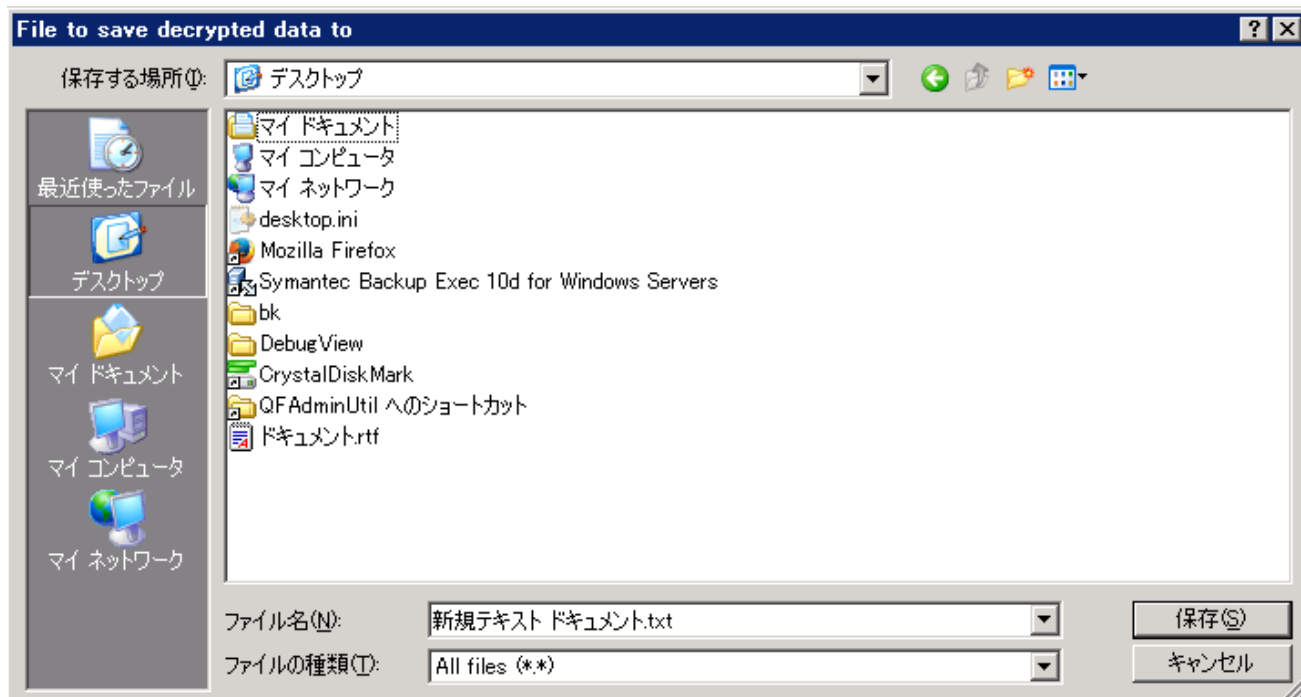 File to save decrypted data to
保存する場所(I):
デスクトップ
最近使ったファイル
デスクトップ
マイ ドキュメント
マイ コンピュータ
マイ ネットワーク
マイ ドキュメント
マイ コンピュータ
マイ ネットワーク
desktop.ini
Mozilla Firefox
Symantec Backup Exec 10d for Windows Servers
bk
DebugView
CrystalDiskMark
QFAdminUtil へのショートカット
ドキュメント.rtf
ファイル名(N):
新規テキスト ドキュメント.txt
保存(S)
ファイルの種類(T):
All files (*.*)
キャンセル